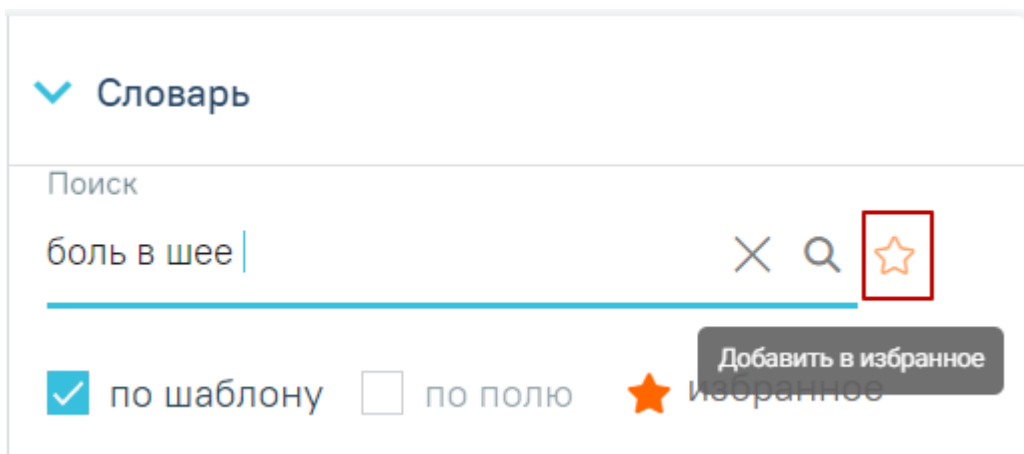 Словарь
Поиск
боль в шее
Добавить в избранное
по шаблону по полю избранное